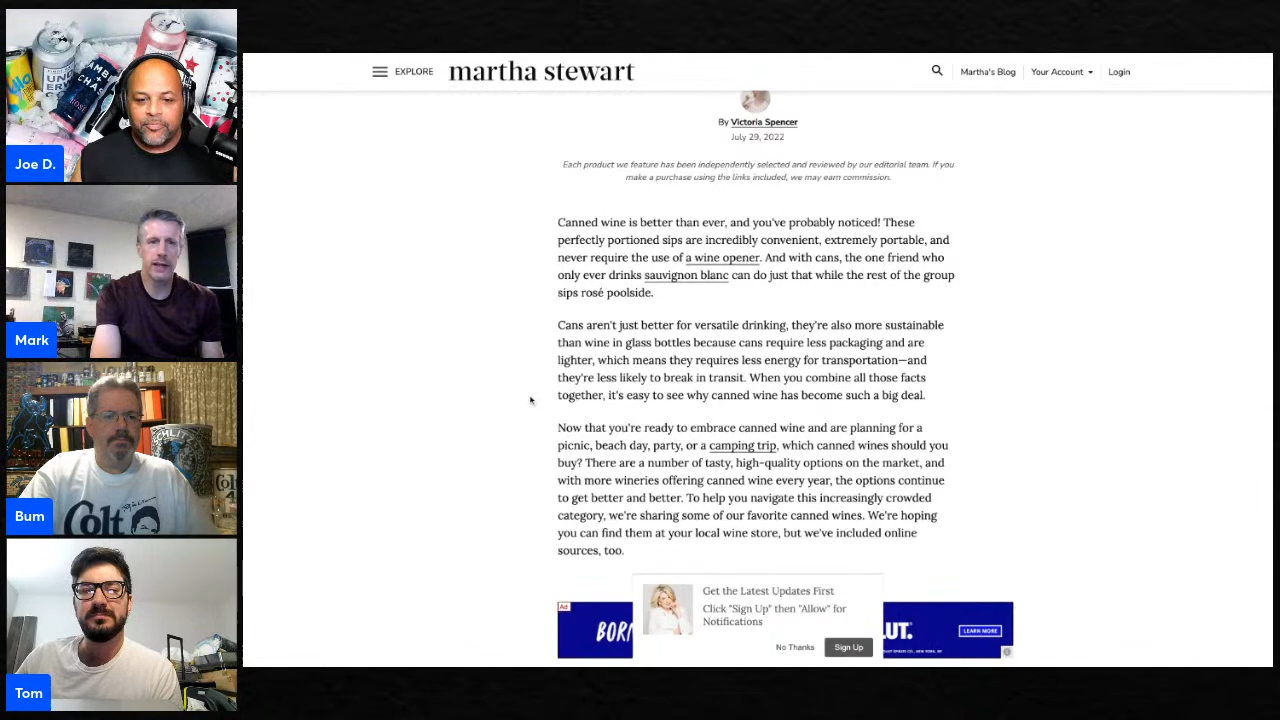 Joe D.
Mark
Colt
Bum
Tom
EXPLORE
martha stewart
Martha's Blog
Your Account
Login
By Victoria Spencer
July 29, 2022
Each product we feature has been independently selected and reviewed by our editorial team. If you
make a purchase using the links included, we may earn commission.
Canned wine is better than ever, and you've probably noticed! These
perfectly portioned sips are incredibly convenient, extremely portable, and
never require the use of a wine opener. And with cans, the one friend who
only ever drinks sauvignon blanc can do just that while the rest of the group
sips rosé poolside.
Cans aren't just better for versatile drinking, they're also more sustainable
than wine in glass bottles because cans require less packaging and are
lighter, which means they requires less energy for transportation—and
they're less likely to break in transit. When you combine all those facts
together, it's easy to see why canned wine has become such a big deal.
Now that you're ready to embrace canned wine and are planning for a
picnic, beach day, party, or a camping trip, which canned wines should you
buy? There are a number of tasty, high-quality options on the market, and
with more wineries offering canned wine every year, the options continue
to get better and better. To help you navigate this increasingly crowded
category, we're sharing some of our favorite canned wines. We're hoping
you can find them at your local wine store, but we've included online
sources, too.
Ad
Get the Latest Updates First
Click "Sign Up" then "Allow" for
Notifications
No Thanks
Sign Up
LEARN MORE